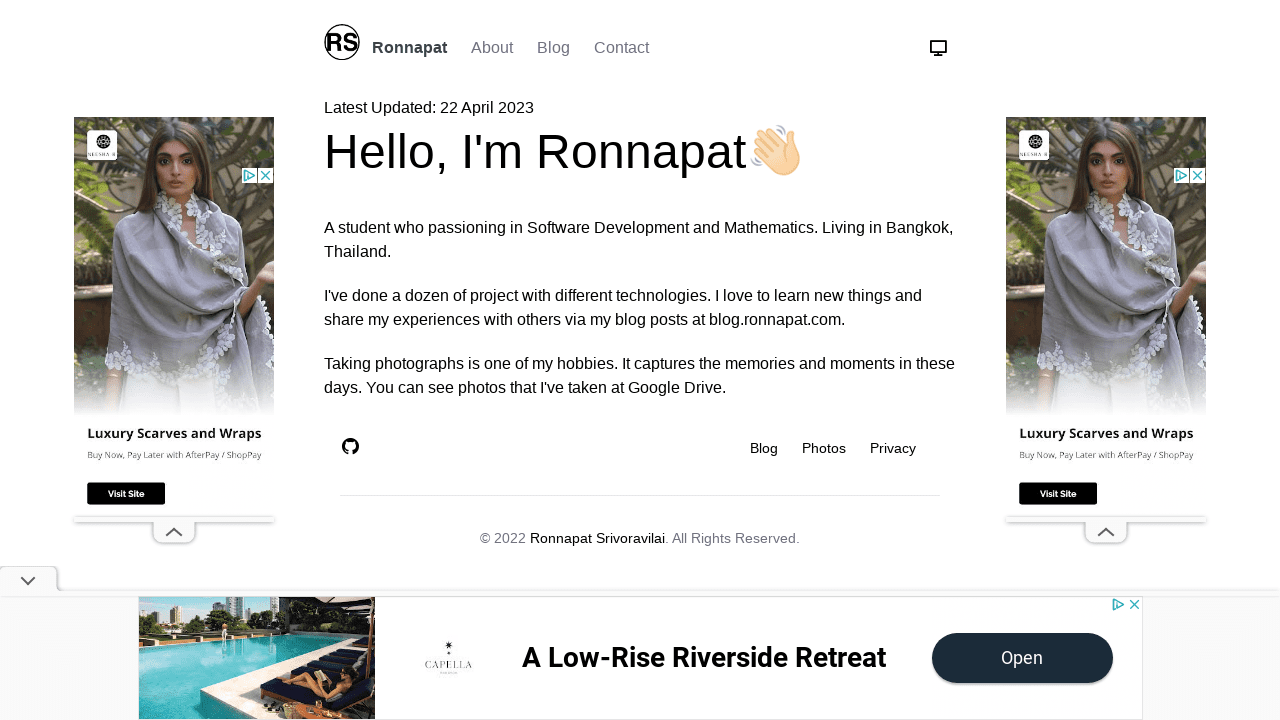 RS
Ronnapat
About
Blog
Contact
Latest Updated: 22 April 2023
Hello, I'm Ronnapat
A student who passioning in Software Development and Mathematics. Living in Bangkok,
Thailand.
I've done a dozen of project with different technologies. I love to learn new things and
share my experiences with others via my blog posts at blog.ronnapat.com.
Taking photographs is one of my hobbies. It captures the memories and moments in these
days. You can see photos that I've taken at Google Drive.
Blog
Photos
Privacy
© 2022 Ronnapat Srivoravilai. All Rights Reserved.
Luxury Scarves and Wraps
Buy Now, Pay Later with AfterPay / ShopPay
Visit Site
Luxury Scarves and Wraps
Buy Now, Pay Later with AfterPay / ShopPay
Visit Site
CAPELLA
A Low-Rise Riverside Retreat
Open